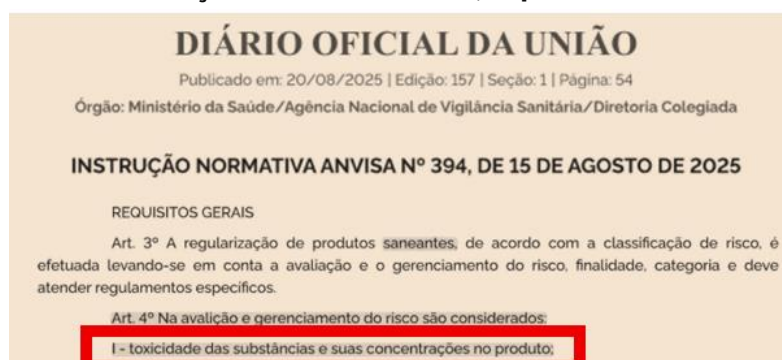 DIÁRIO OFICIAL DA UNIÃO
Publicado em: 20/08/2025 | Edição: 157 | Seção: 1 | Página: 54
Órgão: Ministério da Saúde/Agência Nacional de Vigilância Sanitária/Diretoria Colegiada
INSTRUÇÃO NORMATIVA ANVISA Nº 394, DE 15 DE AGOSTO DE 2025
REQUISITOS GERAIS
Art. 3º A regularização de produtos saneantes, de acordo com a classificação de risco, é
efetuada levando-se em conta a avaliação e o gerenciamento do risco, finalidade, categoria e deve
atender regulamentos específicos.
Art. 4º Na avalição e gerenciamento do risco são considerados:
I - toxicidade das substâncias e suas concentrações no produto;